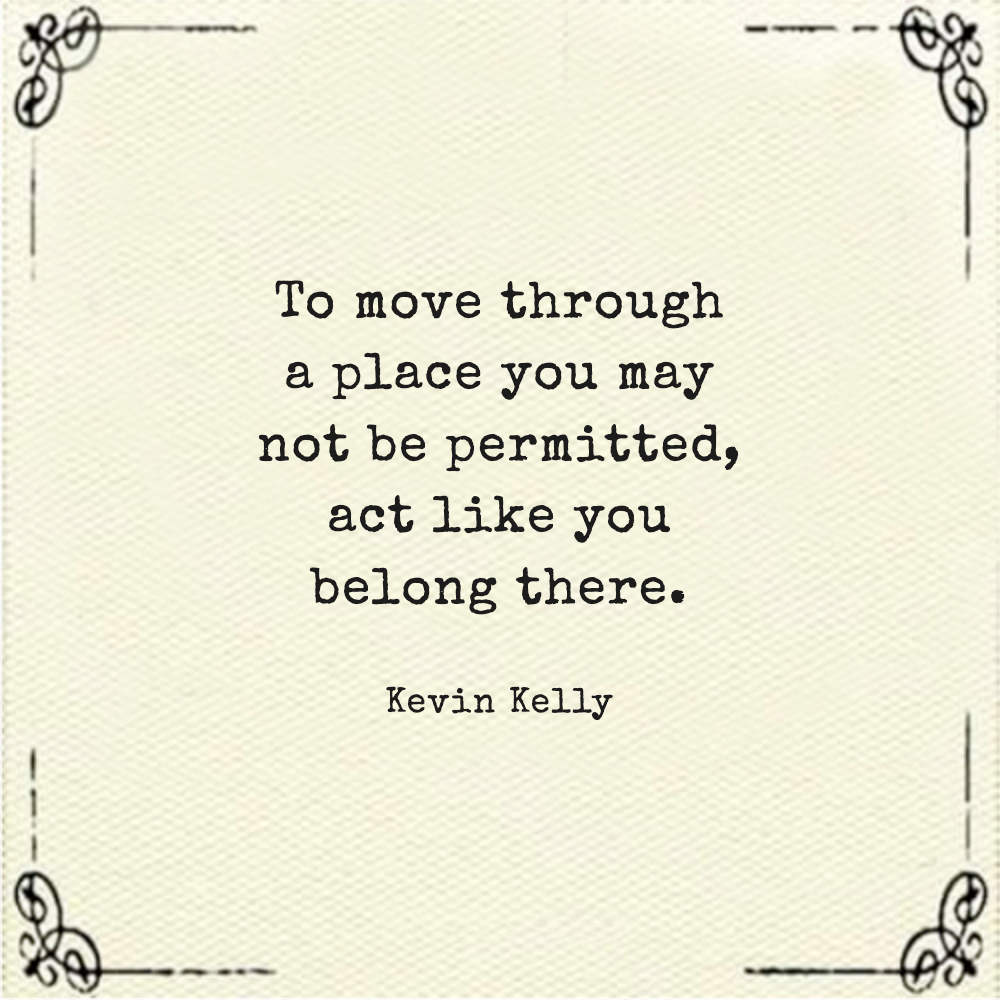 To move through
a place you may
not be permitted,
act like you
belong there.
Kevin Kelly